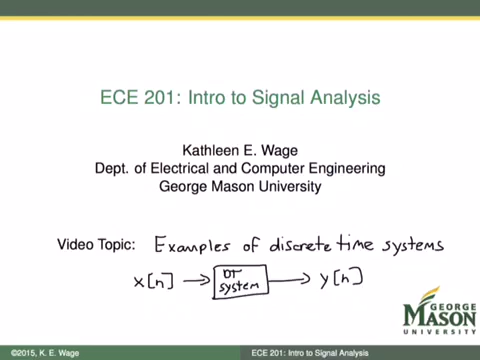 ECE 201: Intro to Signal Analysis
Kathleen E. Wage
Dept. of Electrical and Computer Engineering
George Mason University
Video Topic: Examples of discrete time systems
x[n] → DT system → y[n]
GEORGE
MASON
UNIVERSITY
©2015, K. E. Wage
ECE 201: Intro to Signal Analysis